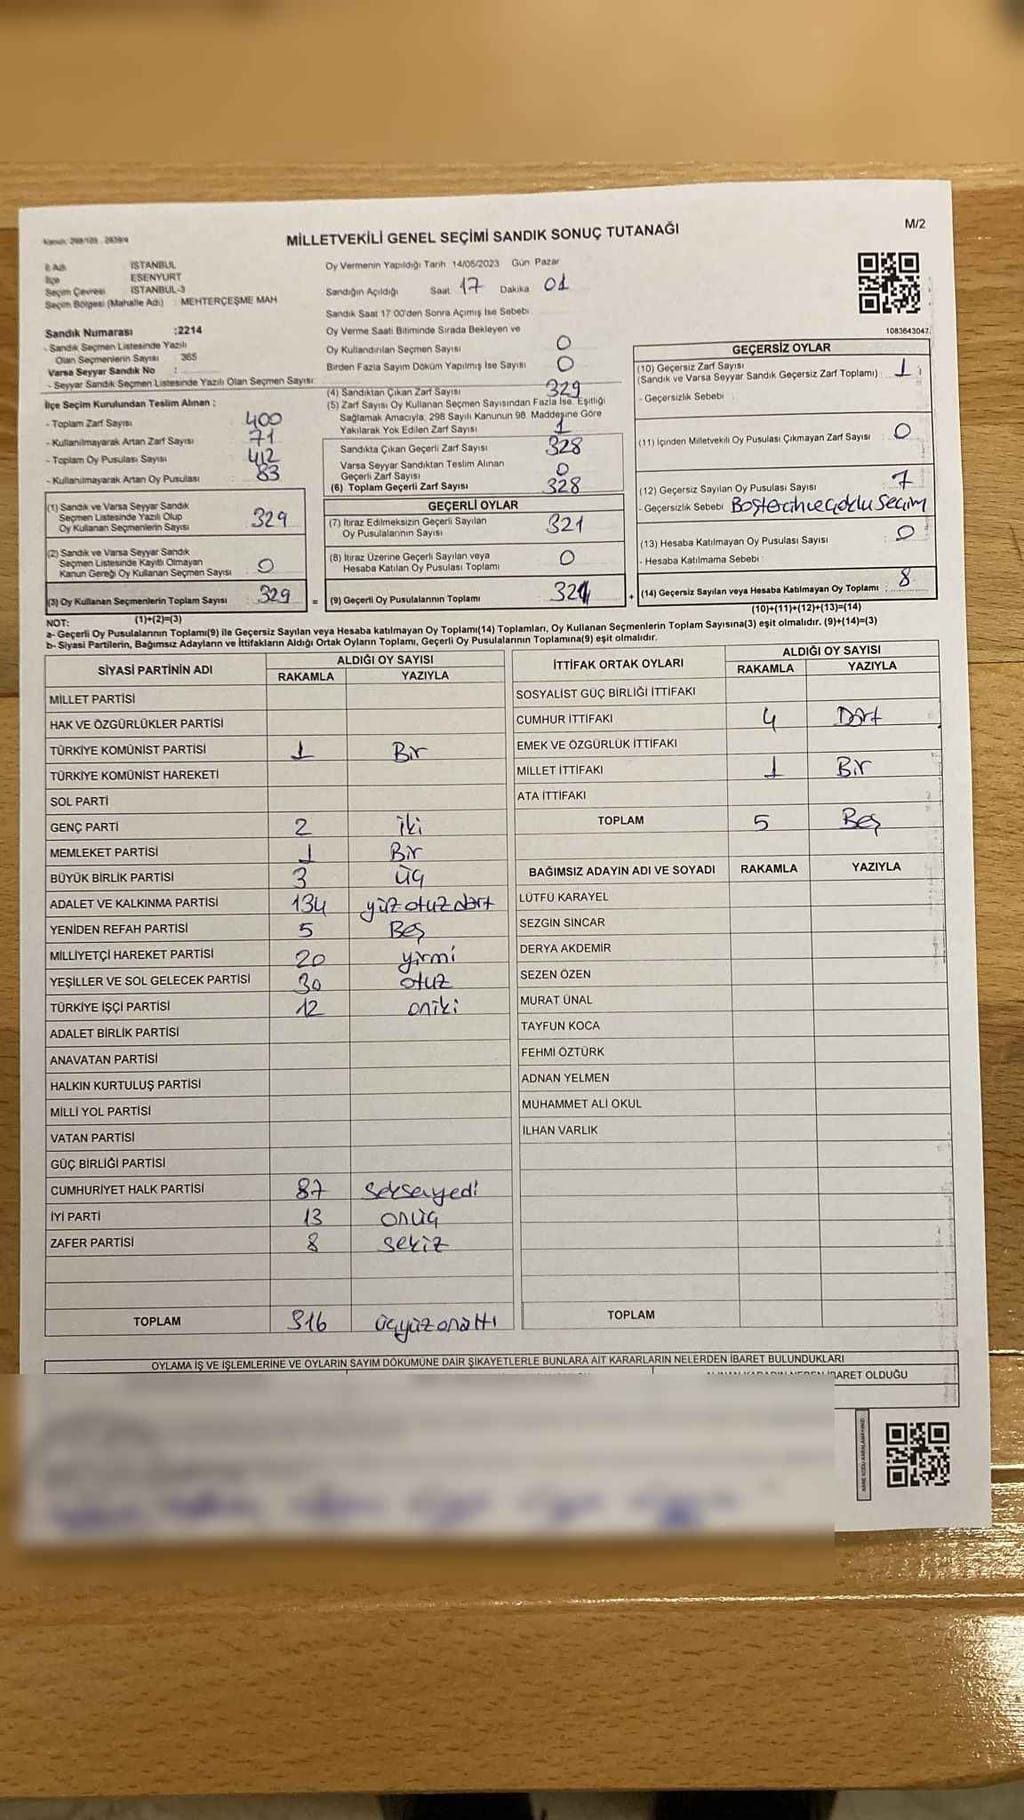 M/2
MİLLETVEKİLİ GENEL SEÇİMİ SANDIK SONUÇ TUTANAĞI
İl Adı : İSTANBUL
İlçe : ESENYURT
Seçim Çevresi : İSTANBUL-3
Seçim Bölgesi (Mahalle Adı) : MEHTERÇEŞME MAH
Sandık Numarası :2214
- Sandık Seçmen Listesinde Yazılı
Olan Seçmenlerin Sayısı : 365
Varsa Seyyar Sandık No :
- Seyyar Sandık Seçmen Listesinde Yazılı Olan Seçmen Sayısı:
İlçe Seçim Kurulundan Teslim Alınan :
- Toplam Zarf Sayısı : 400
- Kullanılmayarak Artan Zarf Sayısı : 71
- Toplam Oy Pusulası Sayısı : 412
- Kullanılmayarak Artan Oy Pusulası : 83
(1) Sandık ve Varsa Seyyar Sandık
Seçmen Listesinde Yazılı Olup
Oy Kullanan Seçmenlerin Sayısı 329
(2) Sandık ve Varsa Seyyar Sandık
Seçmen Listesinde Kayıtlı Olmayan
Kanun Gereği Oy Kullanan Seçmen Sayısı 0
(3) Oy Kullanan Seçmenlerin Toplam Sayısı 329
(1)+(2)=(3)
Oy Vermenin Yapıldığı Tarih 14/05/2023 Gün Pazar
Sandığın Açıldığı Saat 17 Dakika 01
Sandık Saat 17.00'den Sonra Açılmış İse Sebebi
Oy Verme Saati Bitiminde Sırada Bekleyen ve
Oy Kullandırılan Seçmen Sayısı : 0
Birden Fazla Sayım Döküm Yapılmış İse Sayısı : 0
(4) Sandıktan Çıkan Zarf Sayısı : 329
(5) Zarf Sayısı Oy Kullanan Seçmen Sayısından Fazla İse, Eşitliği
Sağlamak Amacıyla, 298 Sayılı Kanunun 98. Maddesine Göre
Yakılarak Yok Edilen Zarf Sayısı 1
Sandıkta Çıkan Geçerli Zarf Sayısı 328
Varsa Seyyar Sandıktan Teslim Alınan
Geçerli Zarf Sayısı 0
(6) Toplam Geçerli Zarf Sayısı 328
GEÇERLİ OYLAR
(7) İtiraz Edilmeksizin Geçerli Sayılan
Oy Pusulalarının Sayısı 321
(8) İtiraz Üzerine Geçerli Sayılan veya
Hesaba Katılan Oy Pusulası Toplamı 0
= (9) Geçerli Oy Pusulalarının Toplamı 321
1083643047
GEÇERSİZ OYLAR
(10) Geçersiz Zarf Sayısı
(Sandık ve Varsa Seyyar Sandık Geçersiz Zarf Toplamı) : 1
- Geçersizlik Sebebi :
(11) İçinden Milletvekili Oy Pusulası Çıkmayan Zarf Sayısı : 0
(12) Geçersiz Sayılan Oy Pusulası Sayısı : 7
- Geçersizlik Sebebi
(13) Hesaba Katılmayan Oy Pusulası Sayısı : 0
- Hesaba Katılmama Sebebi :
+ (14) Geçersiz Sayılan veya Hesaba Katılmayan Oy Toplamı : 8
(10)+(11)+(12)+(13)=(14)
NOT:
a- Geçerli Oy Pusulalarının Toplamı(9) ile Geçersiz Sayılan veya Hesaba katılmayan Oy Toplamı(14) Toplamları, Oy Kullanan Seçmenlerin Toplam Sayısına(3) eşit olmalıdır. (9)+(14)=(3)
b- Siyasi Partilerin, Bağımsız Adayların ve İttifakların Aldığı Ortak Oyların Toplamı, Geçerli Oy Pusulalarının Toplamına(9) eşit olmalıdır.
SİYASİ PARTİNİN ADI
ALDIĞI OY SAYISI
RAKAMLA YAZIYLA
MİLLET PARTİSİ
HAK VE ÖZGÜRLÜKLER PARTİSİ
TÜRKİYE KOMÜNİST PARTİSİ 1 Bir
TÜRKİYE KOMÜNİST HAREKETİ
SOL PARTİ
GENÇ PARTİ 2 iki
MEMLEKET PARTİSİ 1 Bir
BÜYÜK BİRLİK PARTİSİ 3 üç
ADALET VE KALKINMA PARTİSİ 134 yüzotuzdört
YENİDEN REFAH PARTİSİ 5 Beş
MİLLİYETÇİ HAREKET PARTİSİ 20 yirmi
YEŞİLLER VE SOL GELECEK PARTİSİ 30 otuz
TÜRKİYE İŞÇİ PARTİSİ 12 oniki
ADALET BİRLİK PARTİSİ
ANAVATAN PARTİSİ
HALKIN KURTULUŞ PARTİSİ
MİLLİ YOL PARTİSİ
VATAN PARTİSİ
GÜÇ BİRLİĞİ PARTİSİ
CUMHURİYET HALK PARTİSİ 87 seksenyedi
İYİ PARTİ 13 onüç
ZAFER PARTİSİ 8 sekiz
TOPLAM 316 üçyüzonaltı
İTTİFAK ORTAK OYLARI
ALDIĞI OY SAYISI
RAKAMLA YAZIYLA
SOSYALİST GÜÇ BİRLİĞİ İTTİFAKI
CUMHUR İTTİFAKI 4 Dört
EMEK VE ÖZGÜRLÜK İTTİFAKI
MİLLET İTTİFAKI 1 Bir
ATA İTTİFAKI
TOPLAM 5 Beş
BAĞIMSIZ ADAYIN ADI VE SOYADI RAKAMLA YAZIYLA
LÜTFÜ KARAYEL
SEZGİN SİNCAR
DERYA AKDEMİR
SEZEN ÖZEN
MURAT ÜNAL
TAYFUN KOCA
FEHMİ ÖZTÜRK
ADNAN YELMEN
MUHAMMET ALİ OKUL
İLHAN VARLIK
TOPLAM
OYLAMA İŞ VE İŞLEMLERİNE VE OYLARIN SAYIM DÖKÜMÜNE DAİR ŞİKAYETLERLE BUNLARA AİT KARARLARIN NELERDEN İBARET BULUNDUKLARI
OLDUĞU